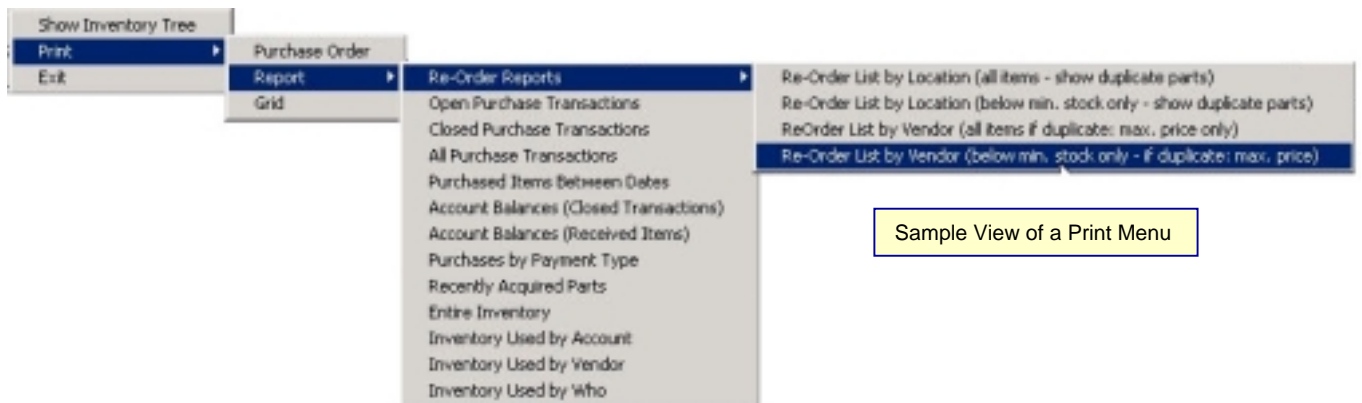 Show Inventory Tree
Print
Exit
Purchase Order
Report
Grid
Re-Order Reports
Open Purchase Transactions
Closed Purchase Transactions
All Purchase Transactions
Purchased Items Between Dates
Account Balances (Closed Transactions)
Account Balances (Received Items)
Purchases by Payment Type
Recently Acquired Parts
Entire Inventory
Inventory Used by Account
Inventory Used by Vendor
Inventory Used by Who
Re-Order List by Location (all items - show duplicate parts)
Re-Order List by Location (below min. stock only - show duplicate parts)
ReOrder List by Vendor (all items if duplicate: max. price only)
Re-Order List by Vendor (below min. stock only - if duplicate: max. price)
Sample View of a Print Menu